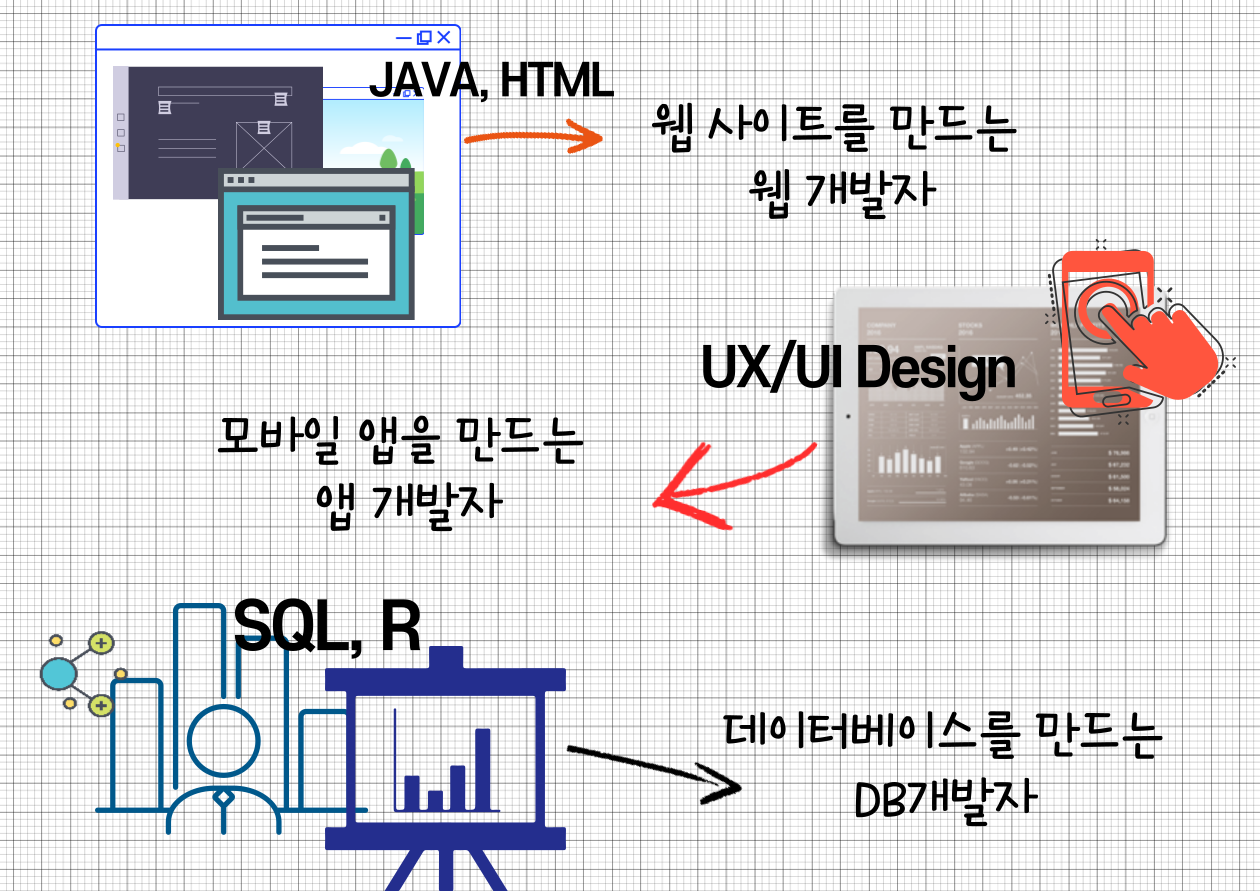 JAVA, HTML
웹 사이트를 만드는
웹 개발자
UX/UI Design
COMPANY
STOCKS
모바일 앱을 만드는
앱 개발자
SQL, R
데이터베이스를 만드는
DB개발자